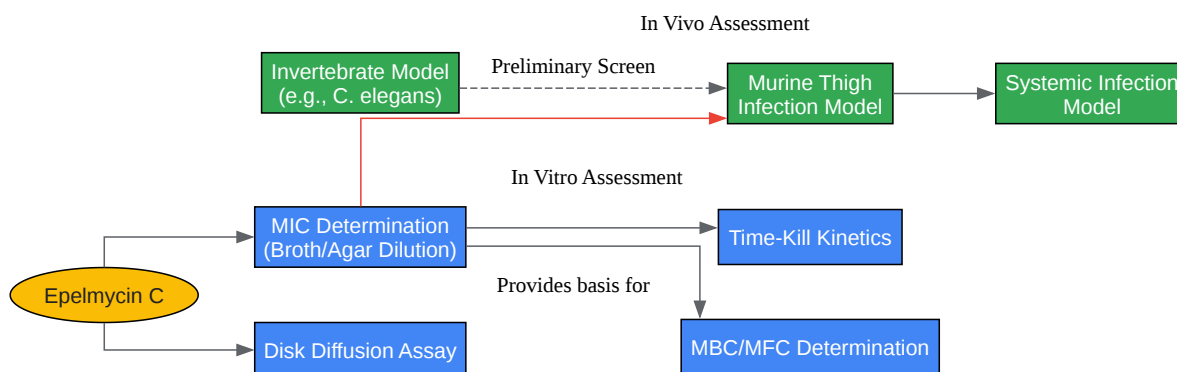 In Vivo Assessment
Invertebrate Model
(e.g., C. elegans)
Preliminary Screen
Murine Thigh
Infection Model
Systemic Infection
Model
In Vitro Assessment
MIC Determination
(Broth/Agar Dilution)
Time-Kill Kinetics
Provides basis for
Epelmycin C
Disk Diffusion Assay
MBC/MFC Determination